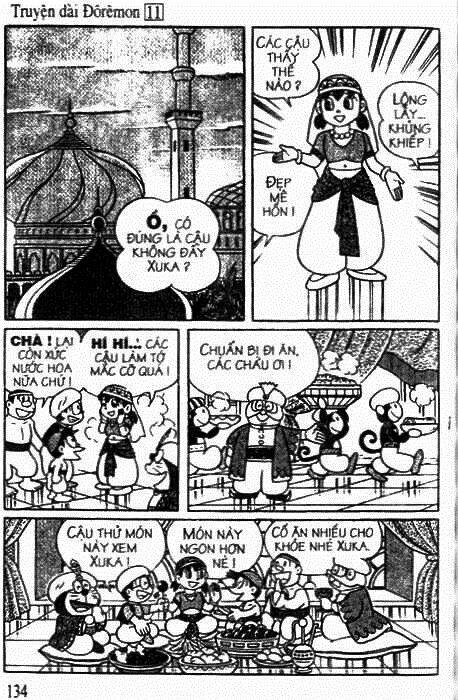 Truyện dài Đôrêmon 11
Ồ, CÓ
ĐÚNG LÀ CẬU
KHÔNG ĐẤY
XUKA ?
CÁC CẬU
THẤY
THẾ
NÀO ?
LỘNG
LẪY...
KHỦNG
KHIẾP !
ĐẸP
MÊ
HỒN !
CHÀ ! LẠI
CÒN XỨC
NƯỚC HOA
NỮA CHỨ !
HÍ HÍ... CÁC
CẬU LÀM TỚ
MẮC CỠ QUÁ !
CHUẨN BỊ ĐI ĂN,
CÁC CHÁU ƠI !
CẬU THỬ MÓN
NÀY XEM
XUKA !
MÓN NÀY
NGON HƠN
NÈ !
CỐ ĂN NHIỀU CHO
KHỎE NHÉ XUKA.
134